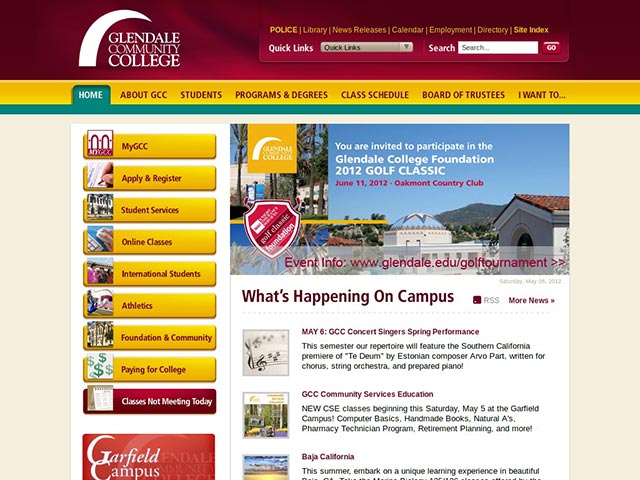 GLENDALE
COMMUNITY
COLLEGE
POLICE | Library | News Releases | Calendar | Employment | Directory | Site Index
Quick Links Quick Links Search Search... GO
HOME ABOUT GCC STUDENTS PROGRAMS & DEGREES CLASS SCHEDULE BOARD OF TRUSTEES I WANT TO...
MYGCC
MyGCC
Apply & Register
Student Services
Online Classes
International Students
Athletics
Foundation & Community
Paying for College
Classes Not Meeting Today
Garfield
Campus
GLENDALE
COMMUNITY
COLLEGE
You are invited to participate in the
Glendale College Foundation
2012 GOLF CLASSIC
June 11, 2012 · Oakmont Country Club
golf classic
foundation
Event Info: www.glendale.edu/golftournament >>
Saturday, May 05, 2012
What's Happening On Campus RSS More News »
MAY 6: GCC Concert Singers Spring Performance
This semester our repertoire will feature the Southern California
premiere of "Te Deum" by Estonian composer Arvo Part, written for
chorus, string orchestra, and prepared piano!
GCC Community Services Education
NEW CSE classes beginning this Saturday, May 5 at the Garfield
Campus! Computer Basics, Handmade Books, Natural A's,
Pharmacy Technician Program, Retirement Planning, and more!
Baja California
This summer, embark on a unique learning experience in beautiful